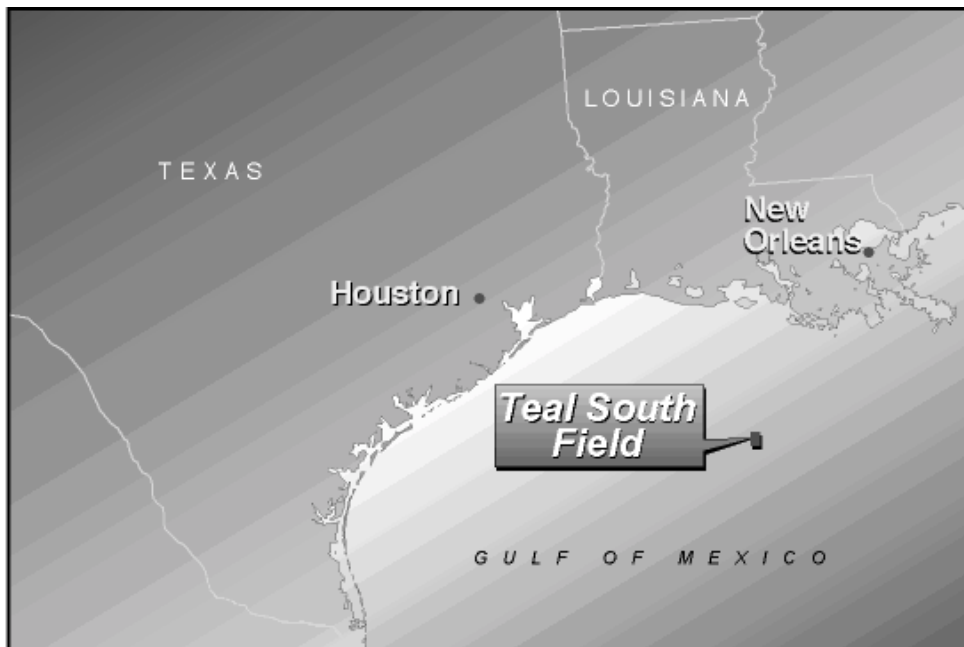 LOUISIANA
TEXAS
New
Orleans
Houston
Teal South
Field
GULF OF MEXICO